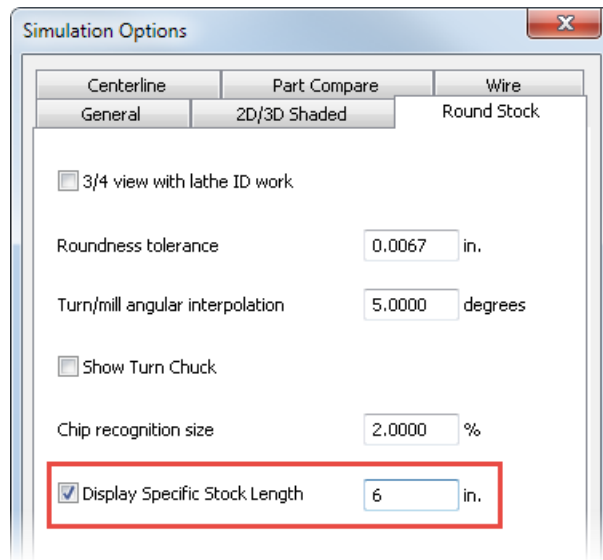 Simulation Options
Centerline Part Compare Wire
General 2D/3D Shaded Round Stock
3/4 view with lathe ID work
Roundness tolerance 0.0067 in.
Turn/mill angular interpolation 5.0000 degrees
Show Turn Chuck
Chip recognition size 2.0000 %
Display Specific Stock Length 6 in.